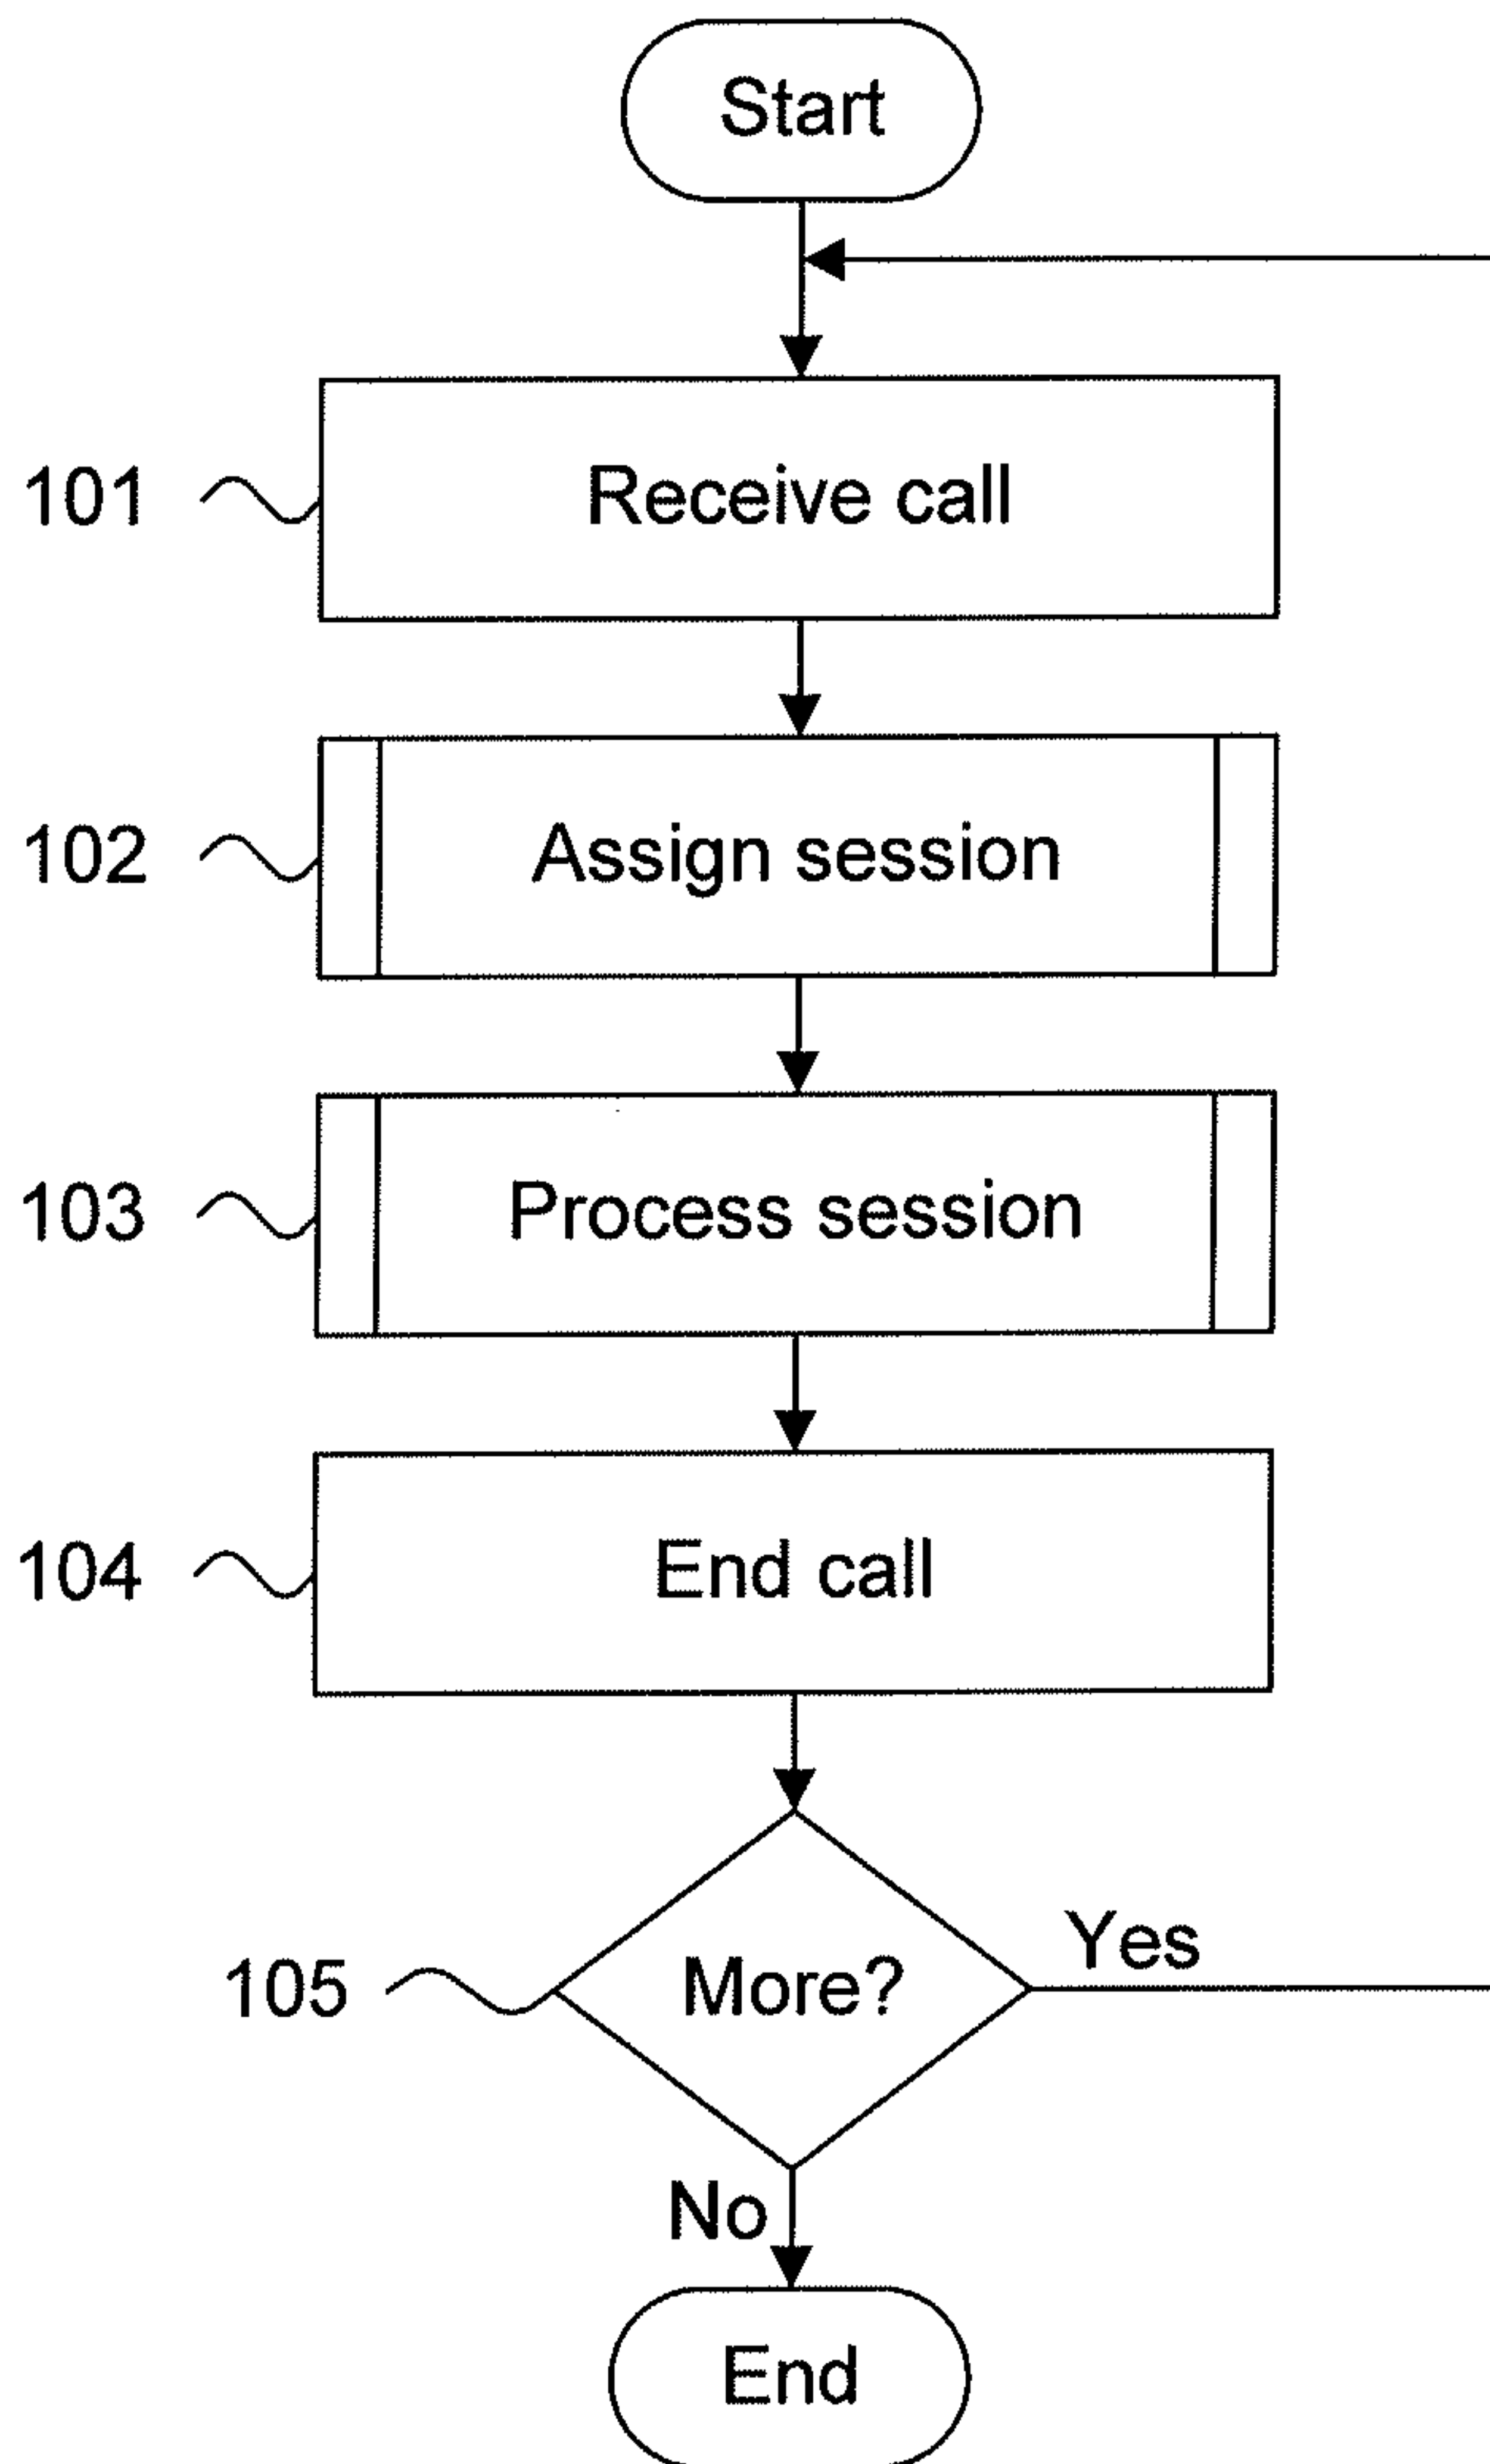 Start
101
Receive call
102
Assign session
103
Process session
104
End call
105
More?
Yes
No
End